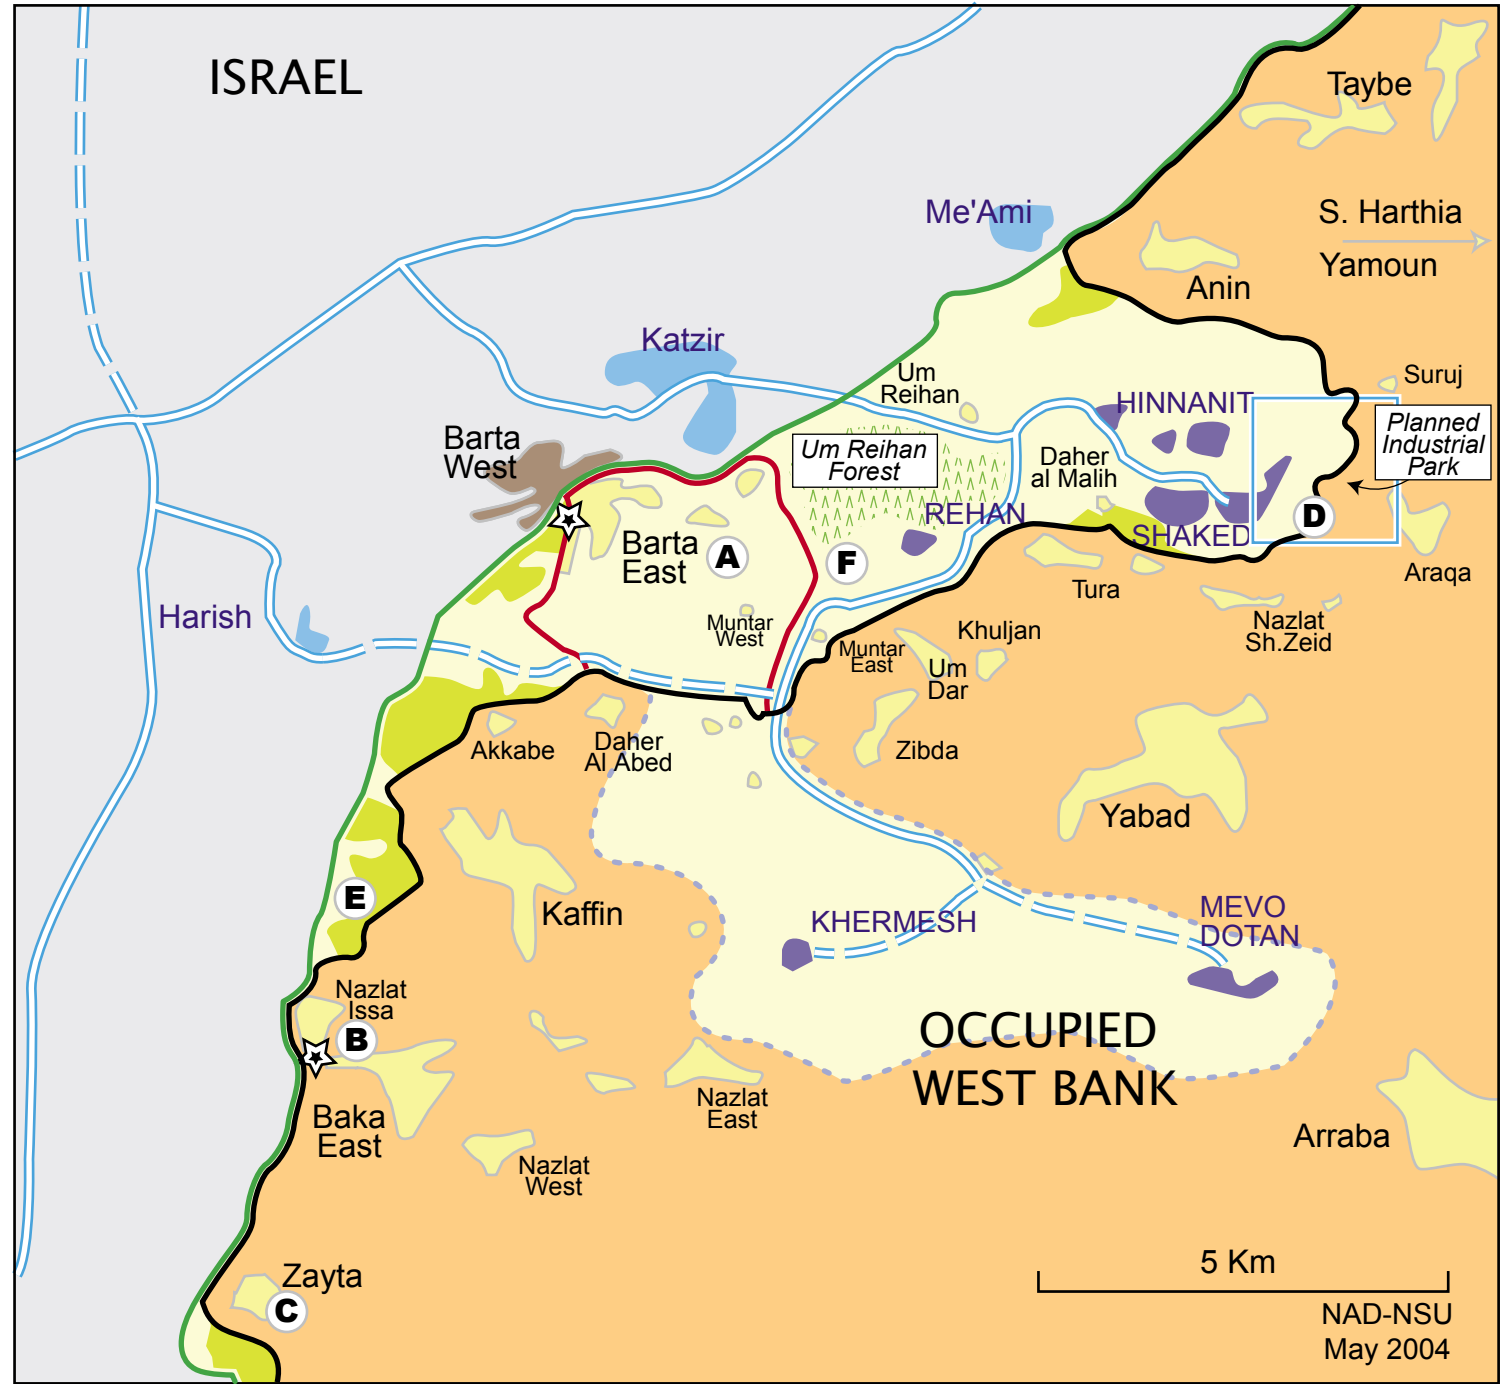 ISRAEL
Taybe
S. Harthia
Yamoun
Me'Ami
Anin
Katzir
Um
Reihan
Suruj
HINNANIT
Planned
Industrial
Park
Barta
West
Um Reihan
Forest
Daher
al Malih
REHAN
SHAKED
D
Barta
East
A
F
Araqa
Tura
Harish
Muntar
West
Nazlat
Sh.Zeid
Khuljan
Muntar
East
Um
Dar
Akkabe
Daher
Al Abed
Zibda
Yabad
E
Kaffin
KHERMESH
MEVO
DOTAN
Nazlat
Issa
B
OCCUPIED
WEST BANK
Baka
East
Nazlat
East
Arraba
Nazlat
West
Zayta
C
5 Km
NAD-NSU
May 2004